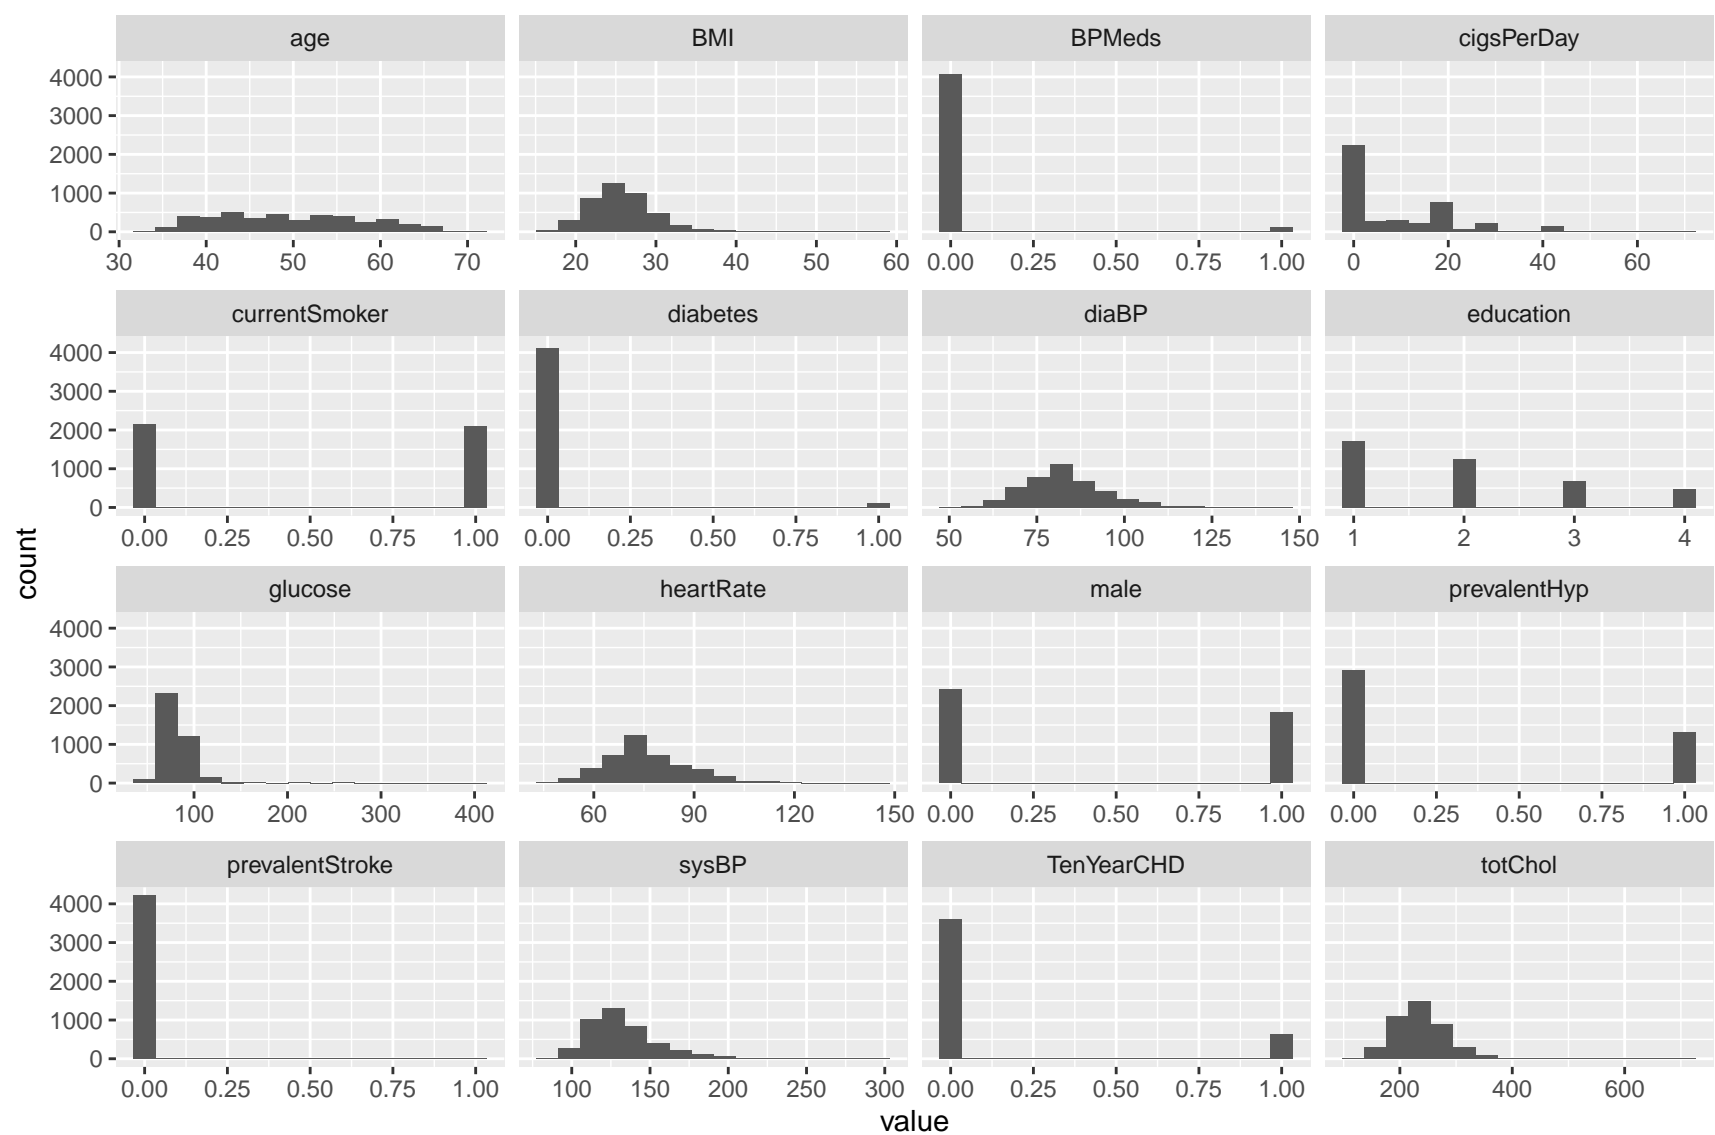 age BMI BPMeds cigsPerDay
4000
3000
2000
1000
0
30 40 50 60 70 20 30 40 50 60 0.00 0.25 0.50 0.75 1.00 0 20 40 60
currentSmoker diabetes diaBP education
4000
3000
2000
1000
0
0.00 0.25 0.50 0.75 1.00 0.00 0.25 0.50 0.75 1.00 50 75 100 125 150 1 2 3 4
count
glucose heartRate male prevalentHyp
4000
3000
2000
1000
0
100 200 300 400 60 90 120 150 0.00 0.25 0.50 0.75 1.00 0.00 0.25 0.50 0.75 1.00
prevalentStroke sysBP TenYearCHD totChol
4000
3000
2000
1000
0
0.00 0.25 0.50 0.75 1.00 100 150 200 250 300 0.00 0.25 0.50 0.75 1.00 200 400 600
value